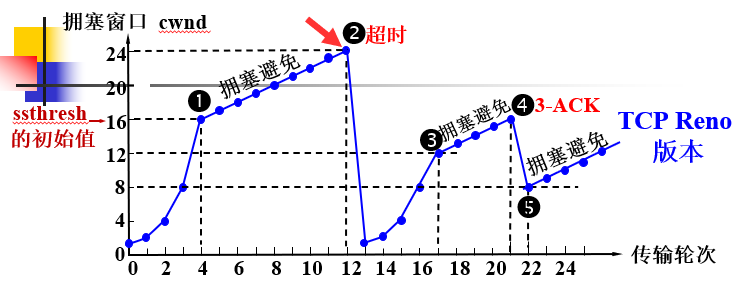 拥塞窗口 cwnd
❷超时
24
20
ssthresh
的初始值
16
12
8
4
0
❶
拥塞避免
❸
拥塞避免
❹3-ACK
TCP Reno
版本
拥塞避免
❺
0 2 4 6 8 10 12 14 16 18 20 22 24
传输轮次